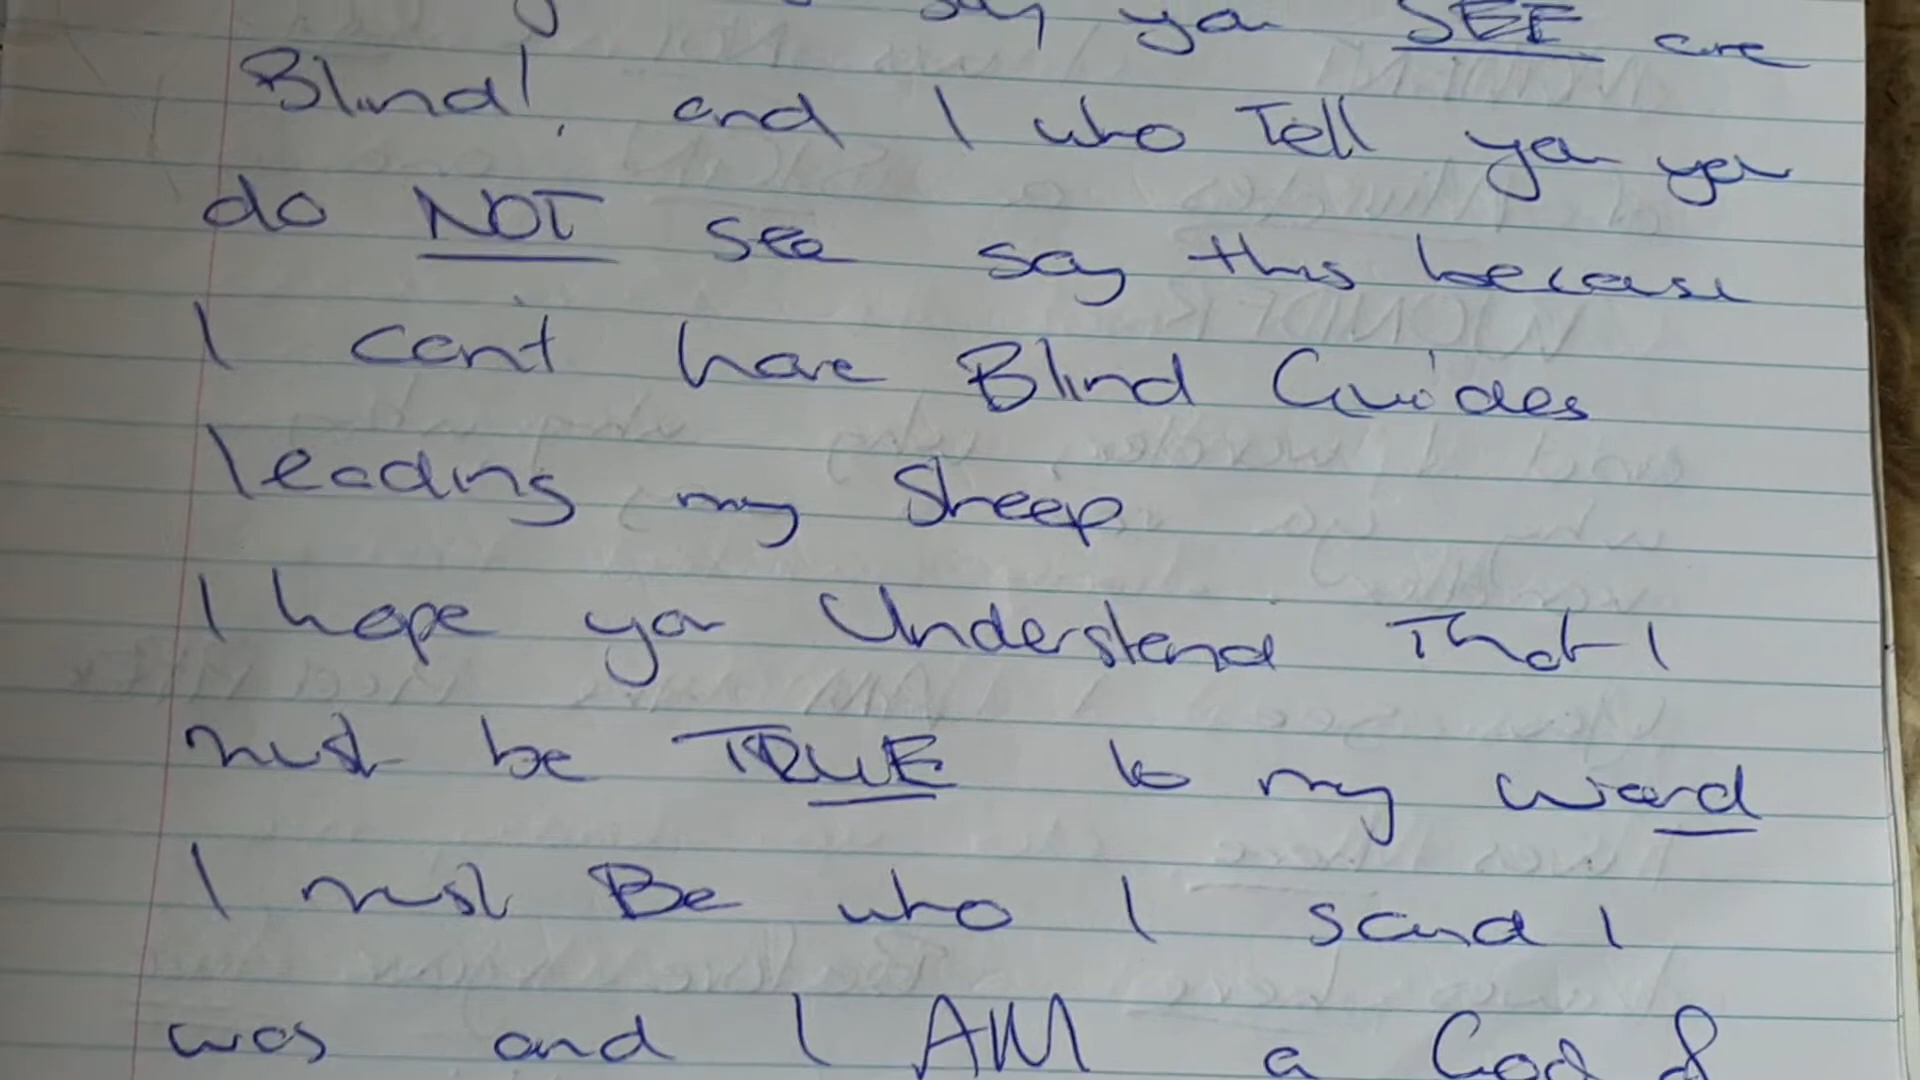 say you SEE are
Blind!, and I who Tell you you
do NOT see say this because
I cant have Blind Guides
leading my Sheep
I hope you Understand That I
must be TRUE to my word
I must Be who I said I
was and I AM a God of